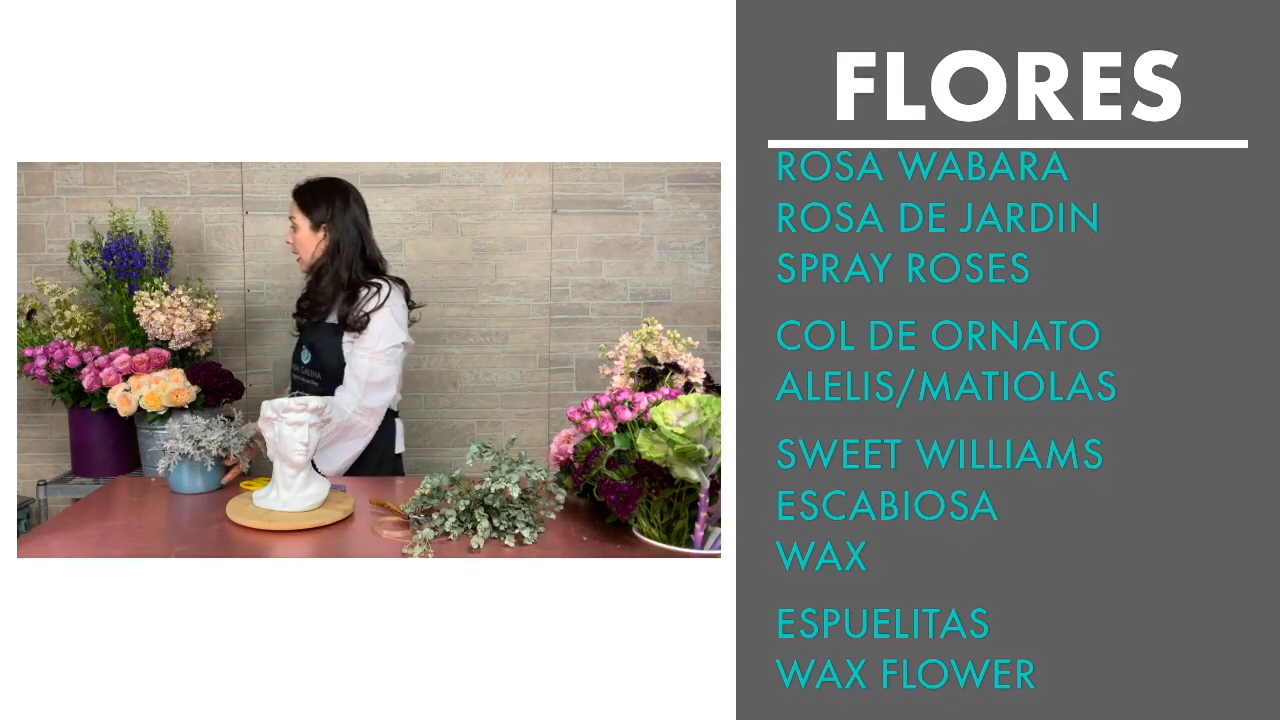 FLORES
ROSA WABARA
ROSA DE JARDIN
SPRAY ROSES
COL DE ORNATO
ALELIS/MATIOLAS
SWEET WILLIAMS
ESCABIOSA
WAX
ESPUELITAS
WAX FLOWER